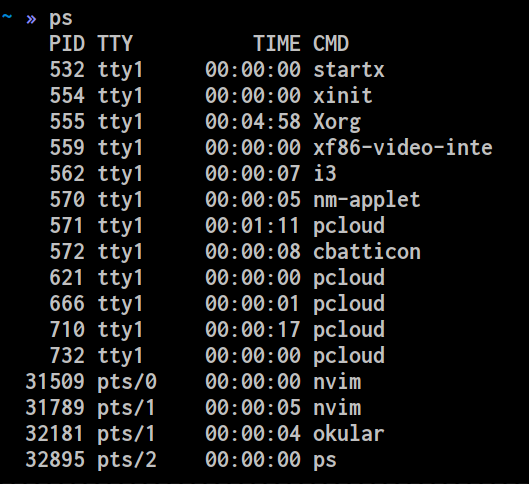 ~ » ps
    PID TTY          TIME CMD
    532 tty1     00:00:00 startx
    554 tty1     00:00:00 xinit
    555 tty1     00:04:58 Xorg
    559 tty1     00:00:00 xf86-video-inte
    562 tty1     00:00:07 i3
    570 tty1     00:00:05 nm-applet
    571 tty1     00:01:11 pcloud
    572 tty1     00:00:08 cbatticon
    621 tty1     00:00:00 pcloud
    666 tty1     00:00:01 pcloud
    710 tty1     00:00:17 pcloud
    732 tty1     00:00:00 pcloud
  31509 pts/0    00:00:00 nvim
  31789 pts/1    00:00:05 nvim
  32181 pts/1    00:00:04 okular
  32895 pts/2    00:00:00 ps